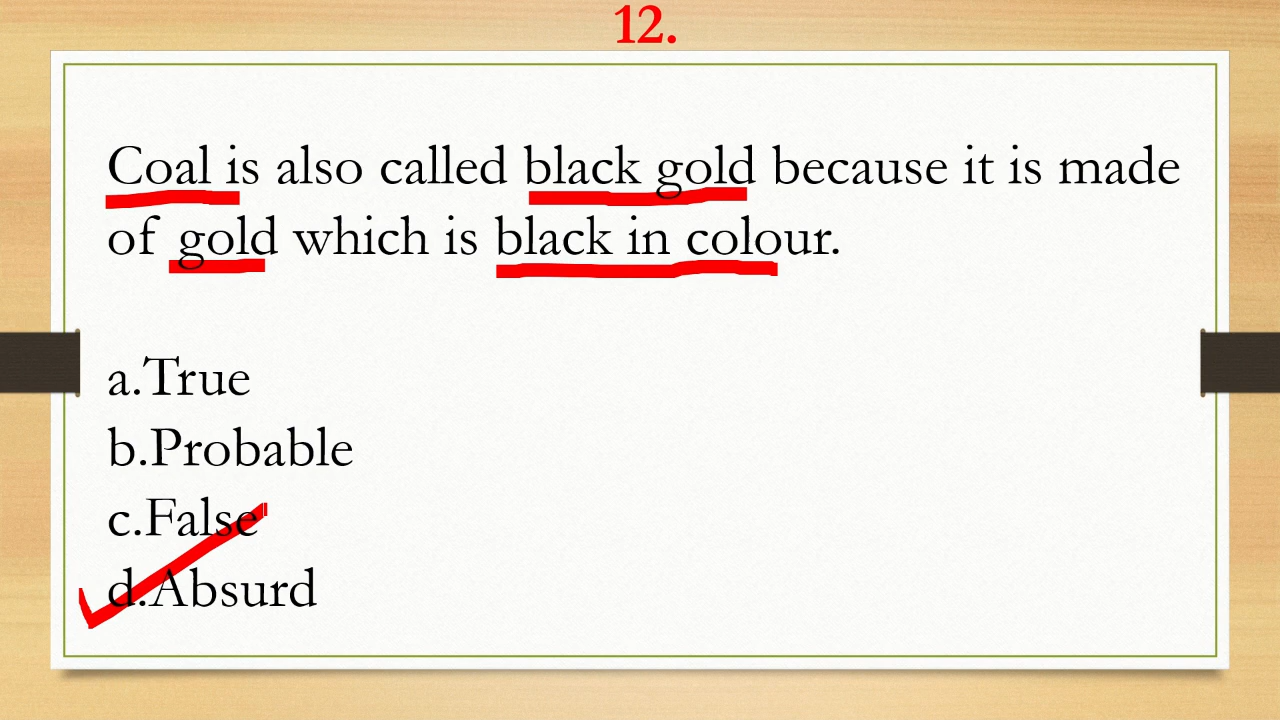 12.
Coal is also called black gold because it is made
of gold which is black in colour.
a.True
b.Probable
c.False
d.Absurd